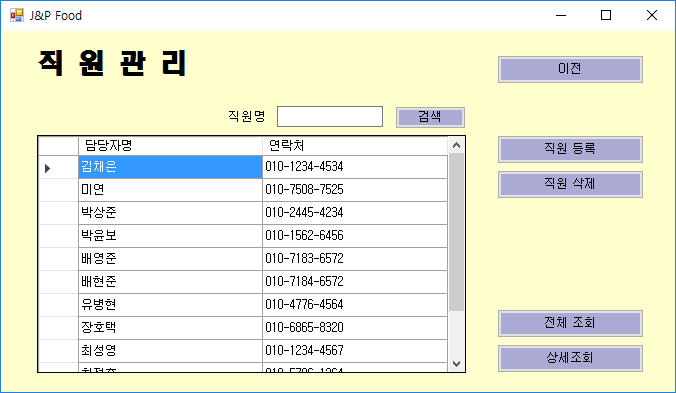 J&P Food
직 원 관 리
이전
직원명
검색
담당자명 연락처
김채은 010-1234-4534
미연 010-7508-7525
박상준 010-2445-4234
박윤보 010-1562-6456
배영준 010-7183-6572
배현준 010-7184-6572
유병현 010-4776-4564
장호택 010-6865-8320
최성영 010-1234-4567
직원 등록
직원 삭제
전체 조회
상세조회